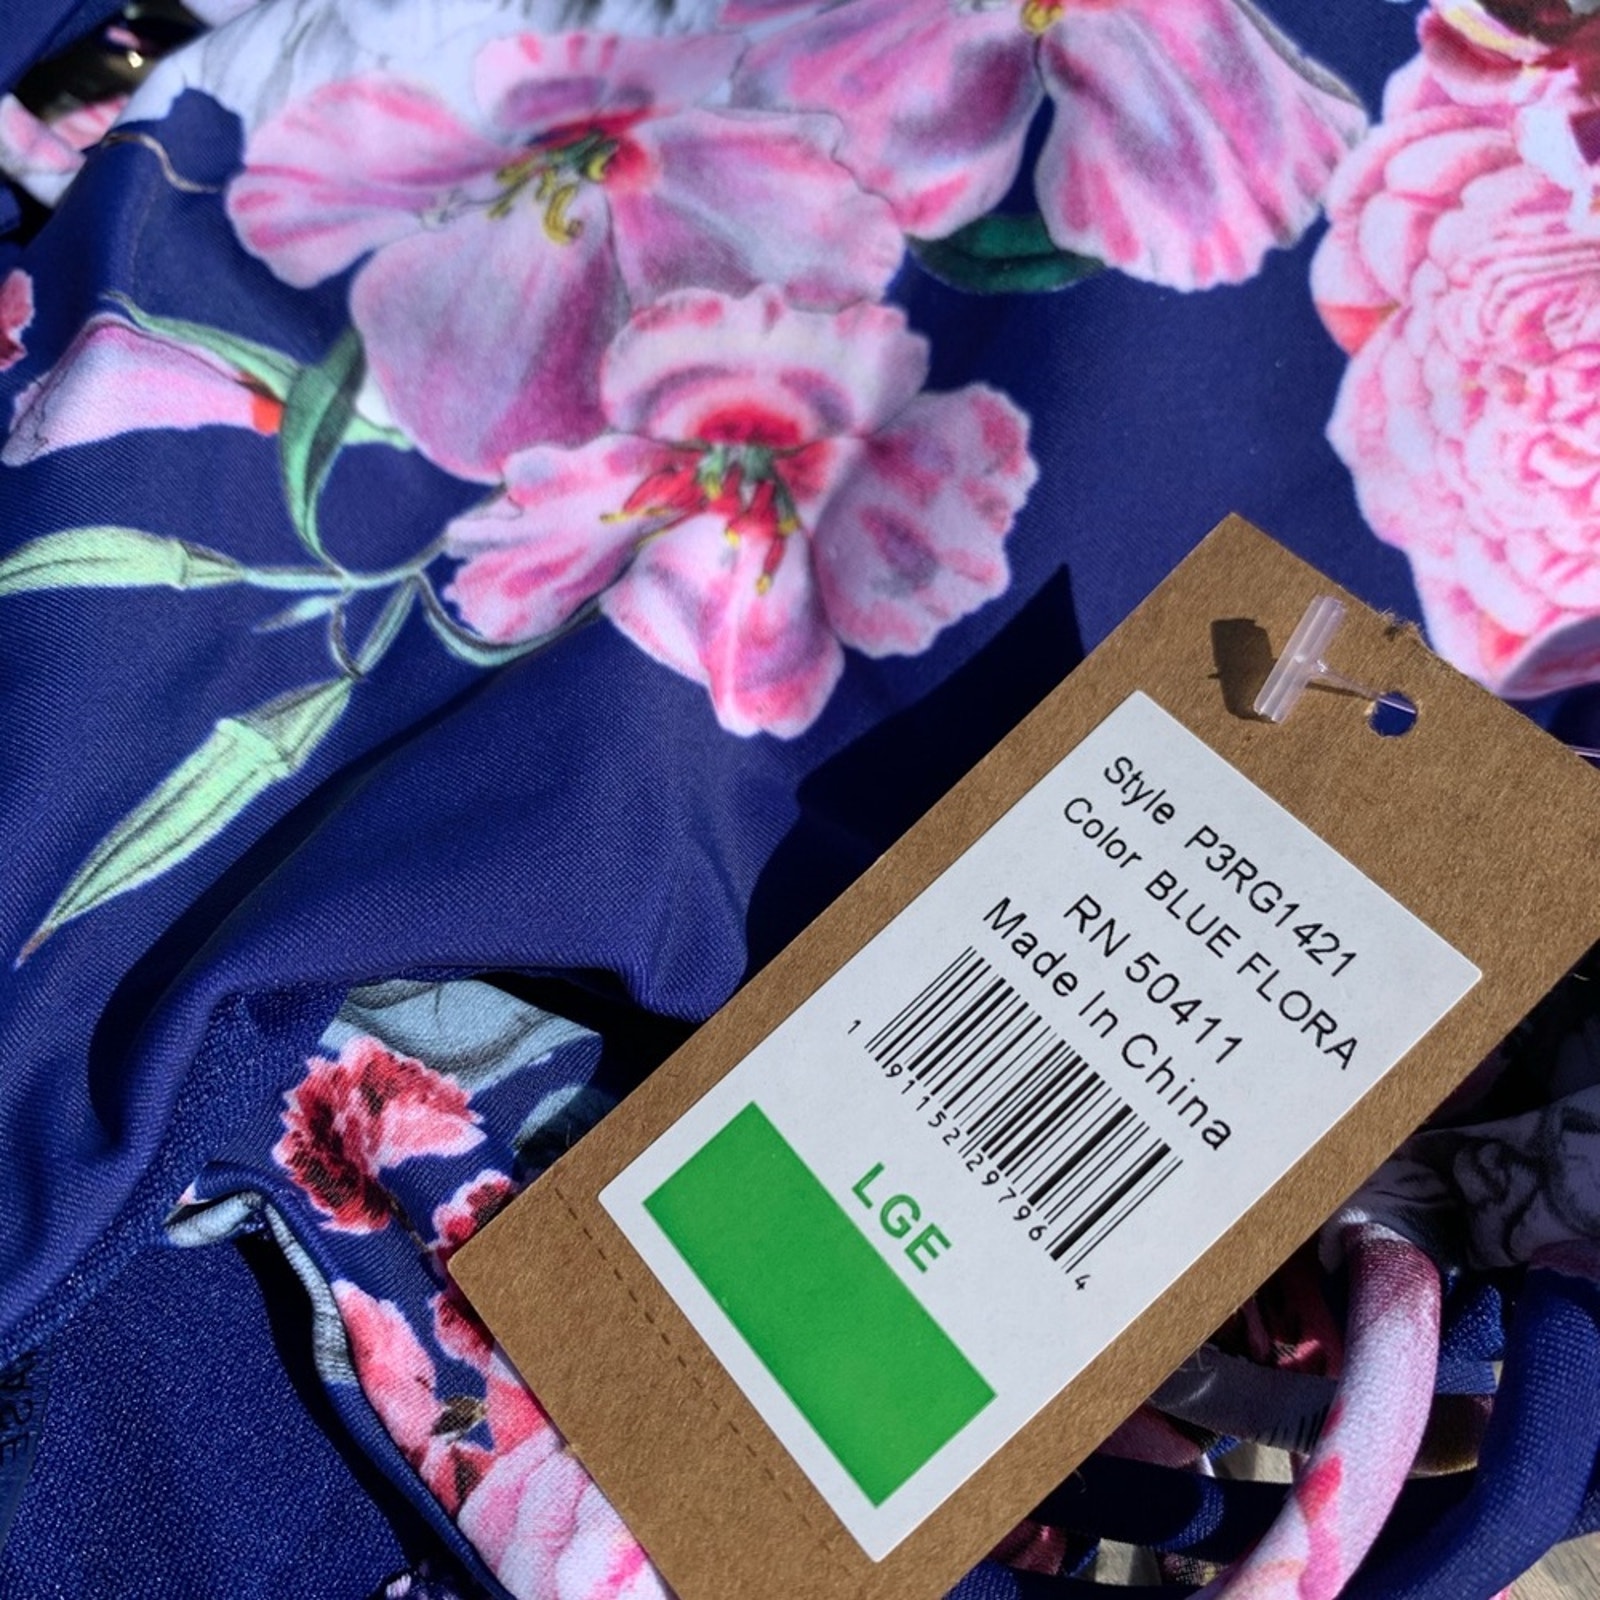 Style P3RG1421
Color BLUE FLORA
RN 50411
Made In China
1 91152 29796 4
LGE